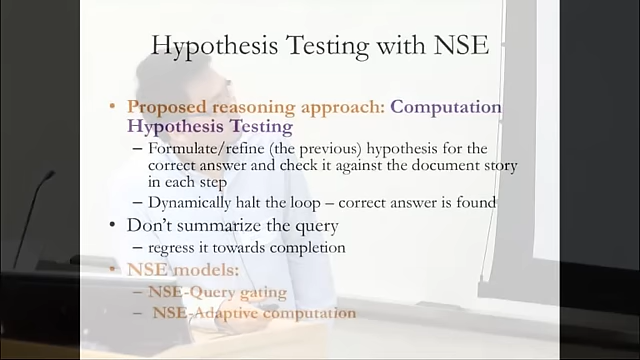 Hypothesis Testing with NSE
• Proposed reasoning approach: Computation
Hypothesis Testing
– Formulate/refine (the previous) hypothesis for the
correct answer and check it against the document story
in each step
– Dynamically halt the loop – correct answer is found
• Don't summarize the query
– regress it towards completion
• NSE models:
– NSE-Query gating
– NSE-Adaptive computation